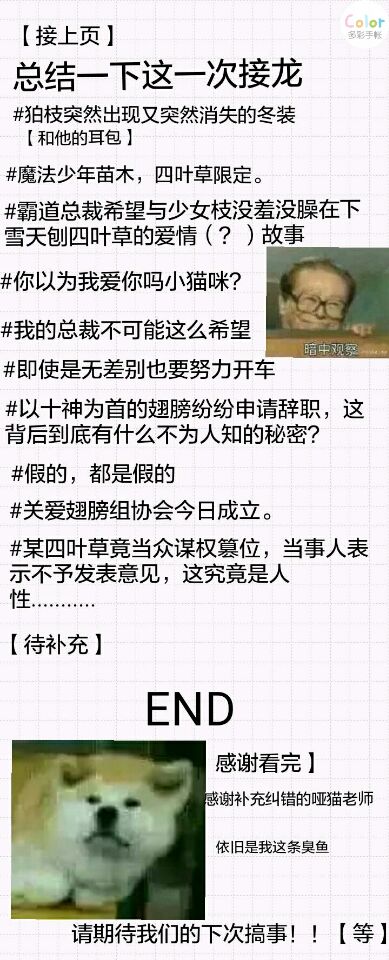 Color
多彩手帐
【接上页】
总结一下这一次接龙
#狛枝突然出现又突然消失的冬装
【和他的耳包】
#魔法少年苗木，四叶草限定。
#霸道总裁希望与少女枝没羞没臊在下
雪天刨四叶草的爱情（？）故事
#你以为我爱你吗小猫咪？
暗中观察
#我的总裁不可能这么希望
#即使是无差别也要努力开车
#以十神为首的翅膀纷纷申请辞职，这
背后到底有什么不为人知的秘密？
#假的，都是假的
#关爱翅膀组协会今日成立。
#某四叶草竟当众谋权篡位，当事人表
示不予发表意见，这究竟是人
性...........
【待补充】
END
感谢看完】
感谢补充纠错的哑猫老师
依旧是我这条臭鱼
请期待我们的下次搞事！！【等】